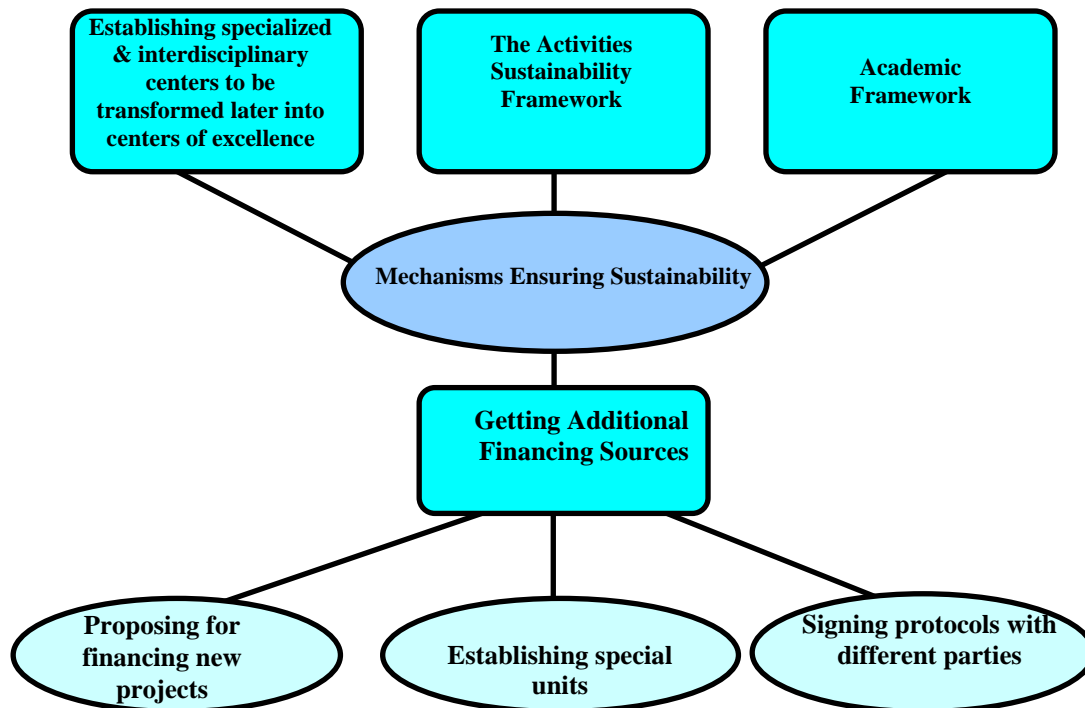 Establishing specialized
& interdisciplinary
centers to be
transformed later into
centers of excellence
The Activities
Sustainability
Framework
Academic
Framework
Mechanisms Ensuring Sustainability
Getting Additional
Financing Sources
Proposing for
financing new
projects
Establishing special
units
Signing protocols with
different parties